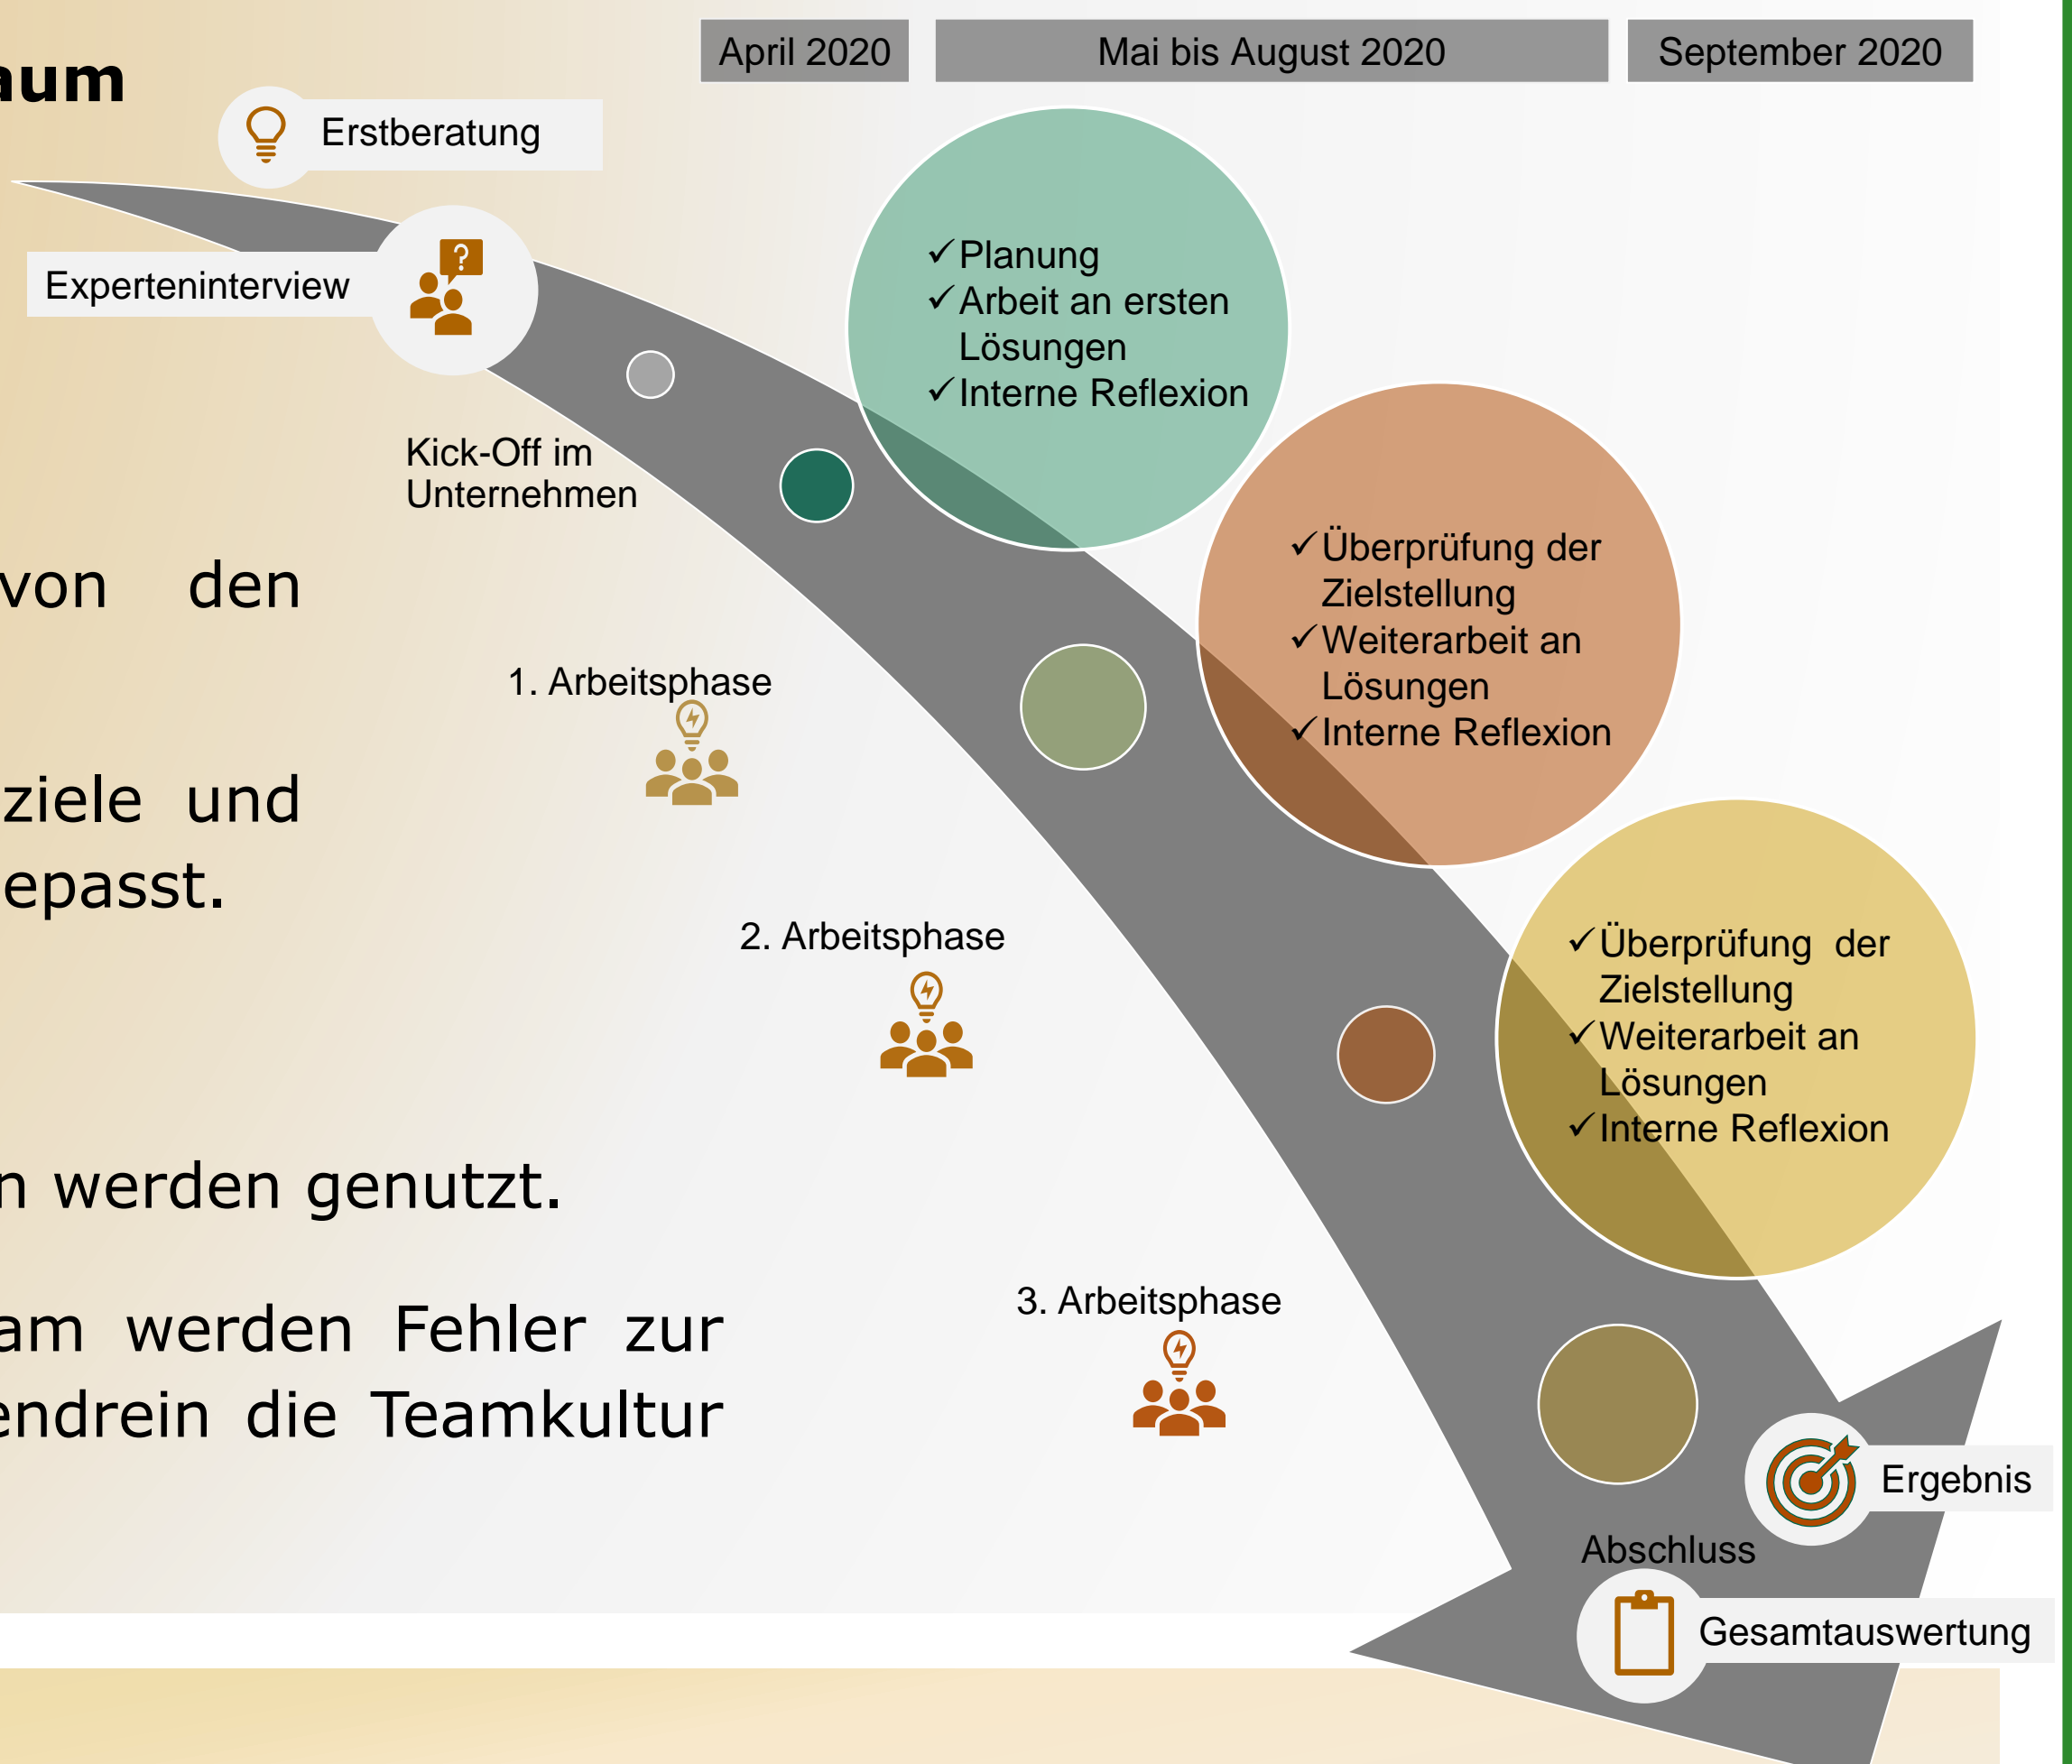 April 2020
Mai bis August 2020
September 2020
Erstberatung
Experteninterview
Kick-Off im
Unternehmen
✓Planung
✓Arbeit an ersten
Lösungen
✓Interne Reflexion
von den
1. Arbeitsphase
✓Überprüfung der
Zielstellung
✓Weiterarbeit an
Lösungen
✓Interne Reflexion
ziele und
epasst.
2. Arbeitsphase
✓Überprüfung der
Zielstellung
✓Weiterarbeit an
Lösungen
✓Interne Reflexion
n werden genutzt.
am werden Fehler zur
endrein die Teamkultur
3. Arbeitsphase
Ergebnis
Abschluss
Gesamtauswertung